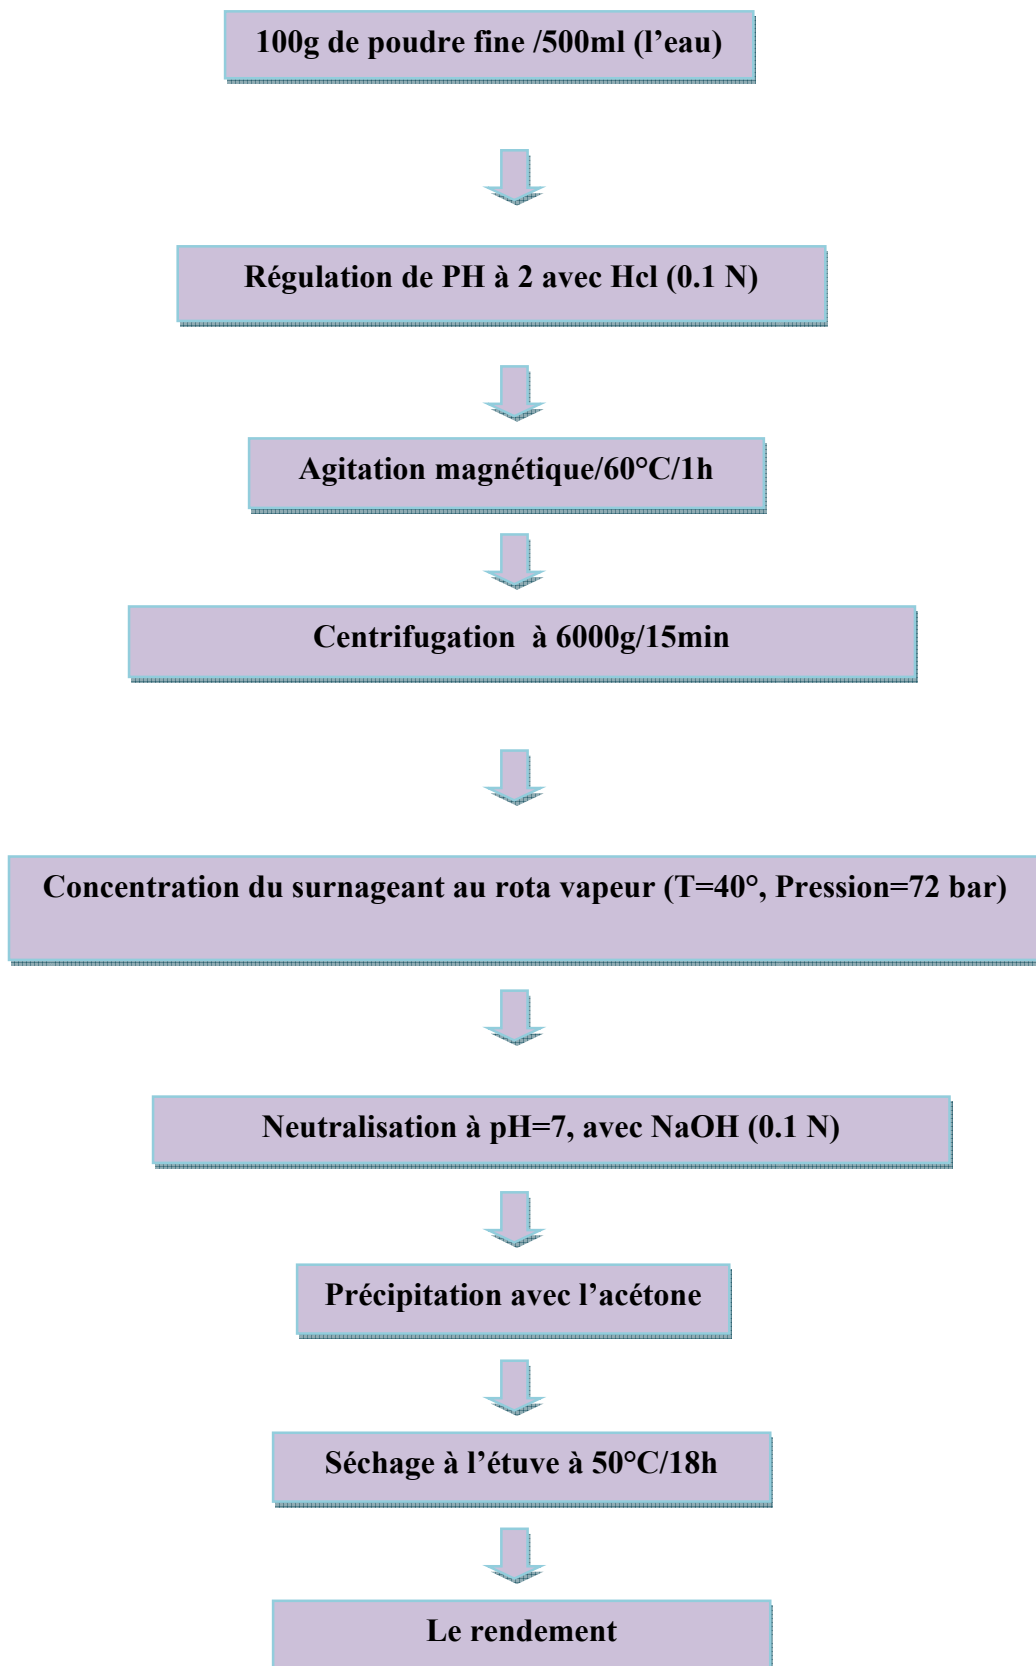 100g de poudre fine /500ml (l’eau)
Régulation de PH à 2 avec Hcl (0.1 N)
Agitation magnétique/60°C/1h
Centrifugation à 6000g/15min
Concentration du surnageant au rota vapeur (T=40°, Pression=72 bar)
Neutralisation à pH=7, avec NaOH (0.1 N)
Précipitation avec l’acétone
Séchage à l’étuve à 50°C/18h
Le rendement